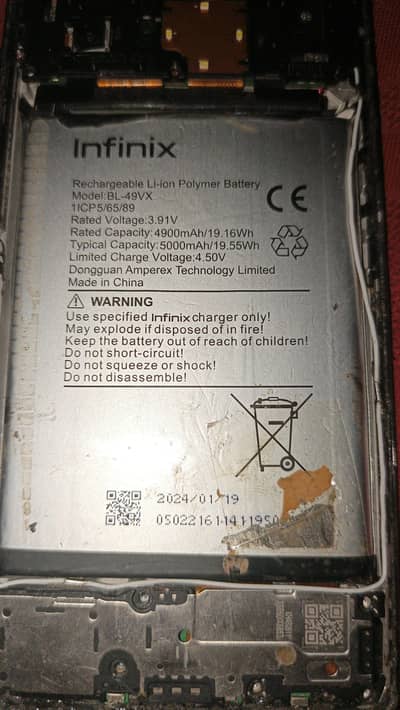 Infinix
Rechargeable Li-ion Polymer Battery
Model:BL-49VX
1ICP5/65/89
Rated Voltage:3.91V
Rated Capacity:4900mAh/19.16Wh
Typical Capacity:5000mAh/19.55Wh
Limited Charge Voltage:4.50V
Dongguan Amperex Technology Limited
Made in China
CE
WARNING
Use specified Infinix charger only!
May explode if disposed of in fire!
Keep the battery out of reach of children!
Do not short-circuit!
Do not squeeze or shock!
Do not disassemble!
2024/01/19